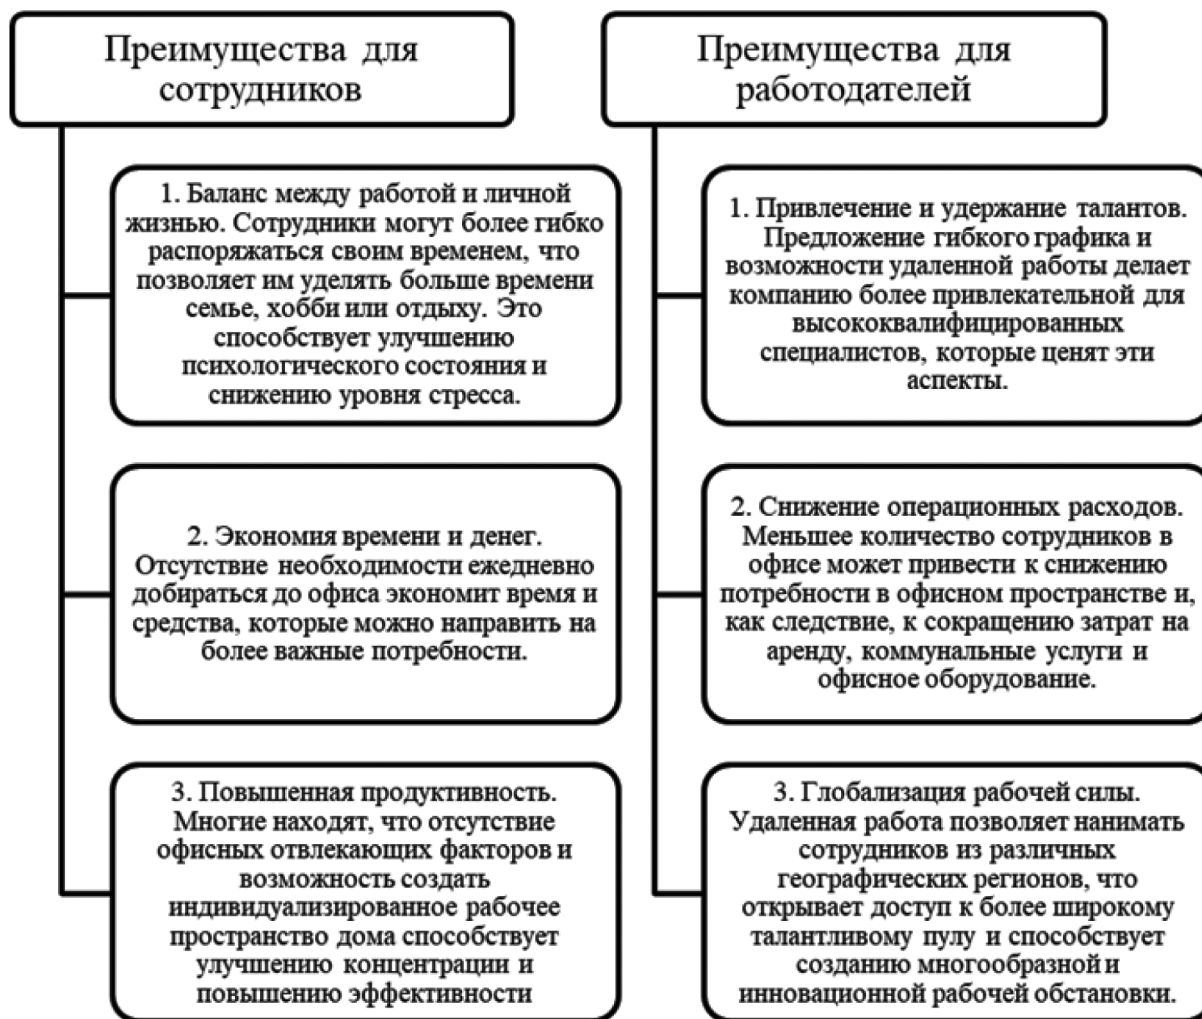 Преимущества для
сотрудников
1. Баланс между работой и личной
жизнью. Сотрудники могут более гибко
распоряжаться своим временем, что
позволяет им уделять больше времени
семье, хобби или отдыху. Это
способствует улучшению
психологического состояния и
снижению уровня стресса.
2. Экономия времени и денег.
Отсутствие необходимости ежедневно
добираться до офиса экономит время и
средства, которые можно направить на
более важные потребности.
3. Повышенная продуктивность.
Многие находят, что отсутствие
офисных отвлекающих факторов и
возможность создать
индивидуализированное рабочее
пространство дома способствует
улучшению концентрации и
повышению эффективности
Преимущества для
работодателей
1. Привлечение и удержание талантов.
Предложение гибкого графика и
возможности удаленной работы делает
компанию более привлекательной для
высококвалифицированных
специалистов, которые ценят эти
аспекты.
2. Снижение операционных расходов.
Меньшее количество сотрудников в
офисе может привести к снижению
потребности в офисном пространстве и,
как следствие, к сокращению затрат на
аренду, коммунальные услуги и
офисное оборудование.
3. Глобализация рабочей силы.
Удаленная работа позволяет нанимать
сотрудников из различных
географических регионов, что
открывает доступ к более широкому
талантливому пулу и способствует
созданию многообразной и
инновационной рабочей обстановки.